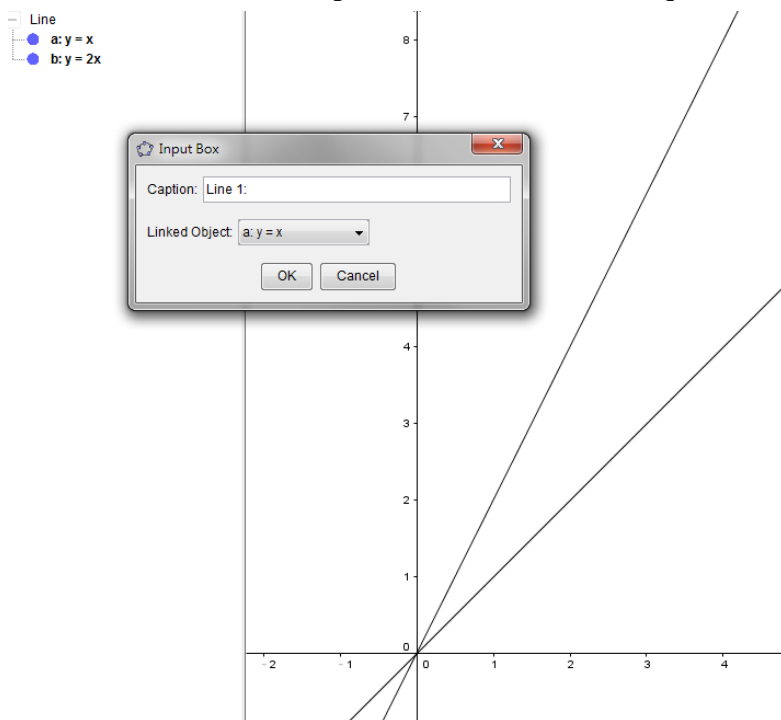 Line
a: y = x
b: y = 2x
8
7
Input Box
Caption: Line 1:
Linked Object: a: y = x
OK Cancel
4
3
2
1
0
-2 -1 0 1 2 3 4